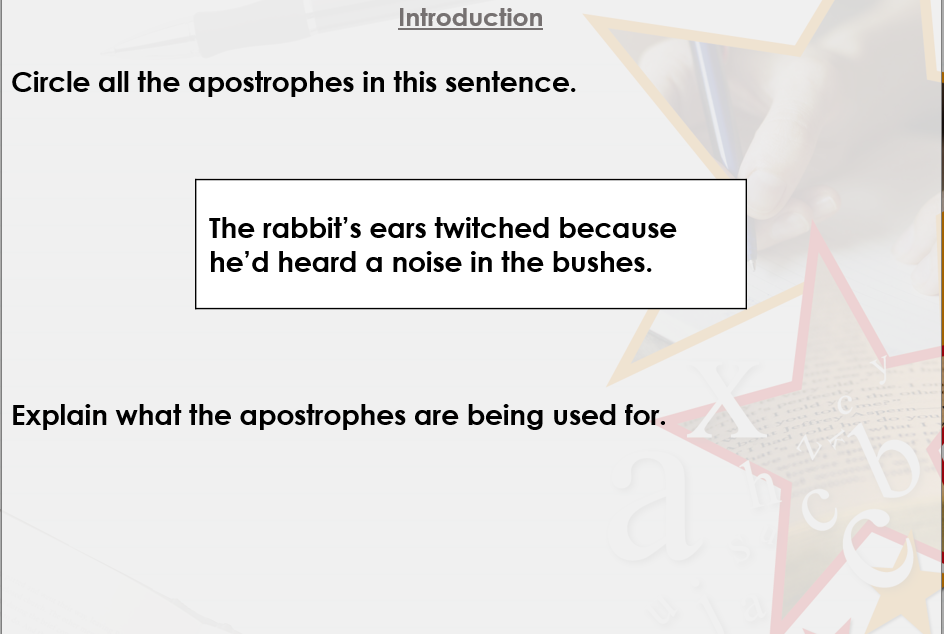 Introduction
Circle all the apostrophes in this sentence.
The rabbit’s ears twitched because
he’d heard a noise in the bushes.
Explain what the apostrophes are being used for.
x
y
c
z
r
b
a
h
c
c
s
e
j
a